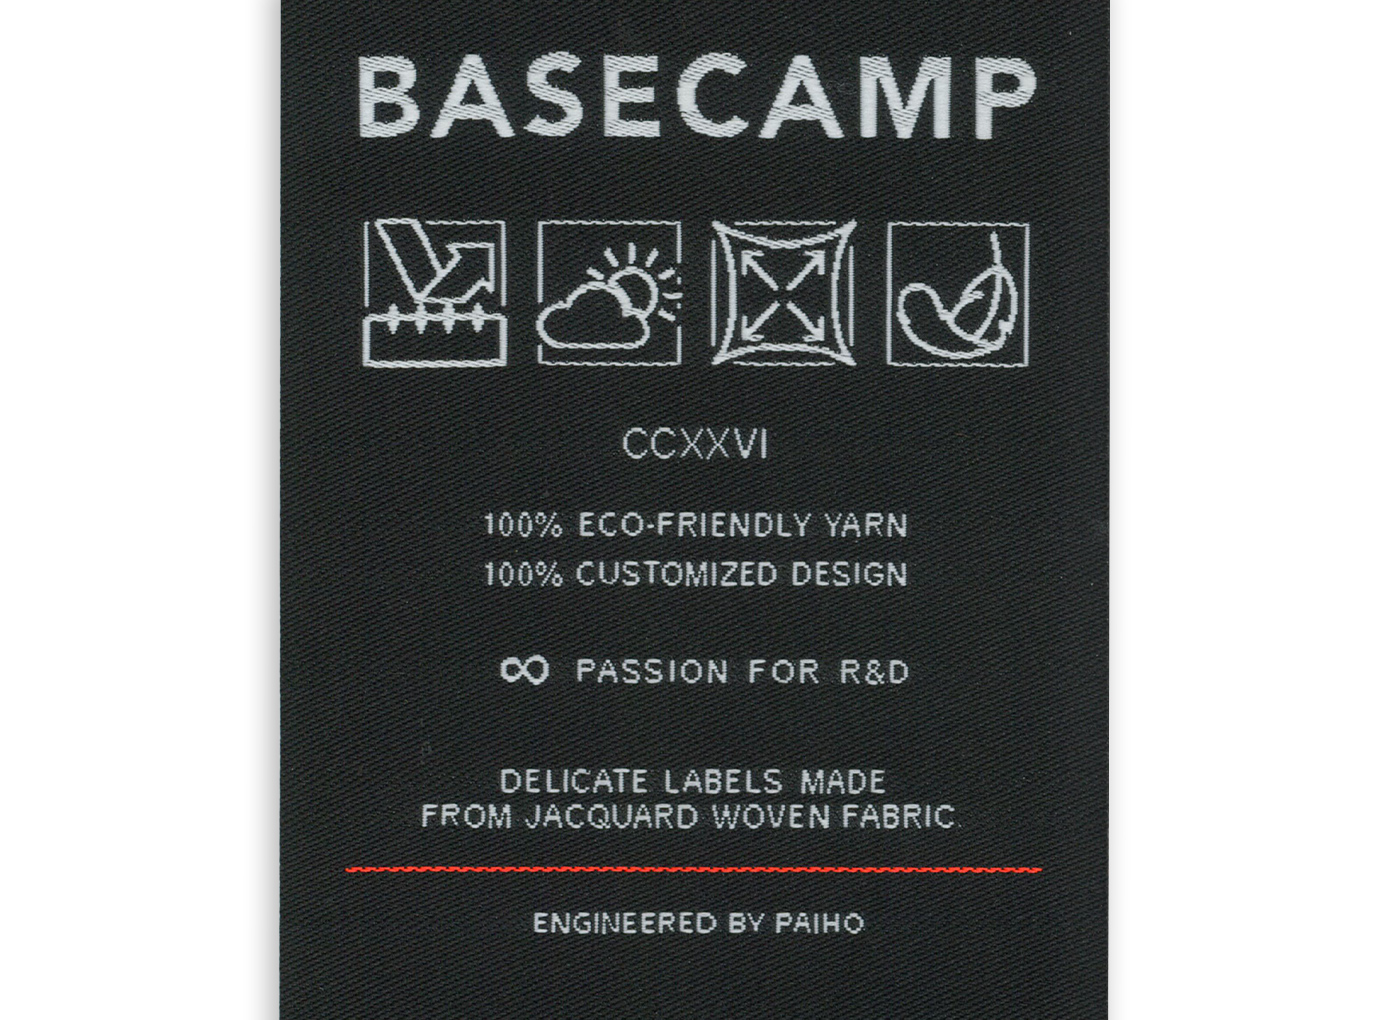 BASECAMP
CCXXVI
100% ECO-FRIENDLY YARN
100% CUSTOMIZED DESIGN
∞ PASSION FOR R&D
DELICATE LABELS MADE
FROM JACQUARD WOVEN FABRIC.
ENGINEERED BY PAIHO